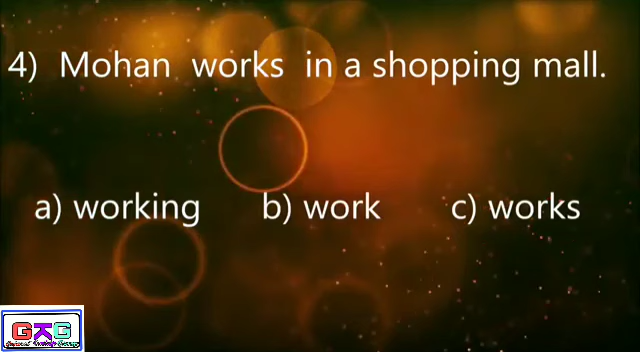 4) Mohan works in a shopping mall.
a) working b) work c) works
GKG